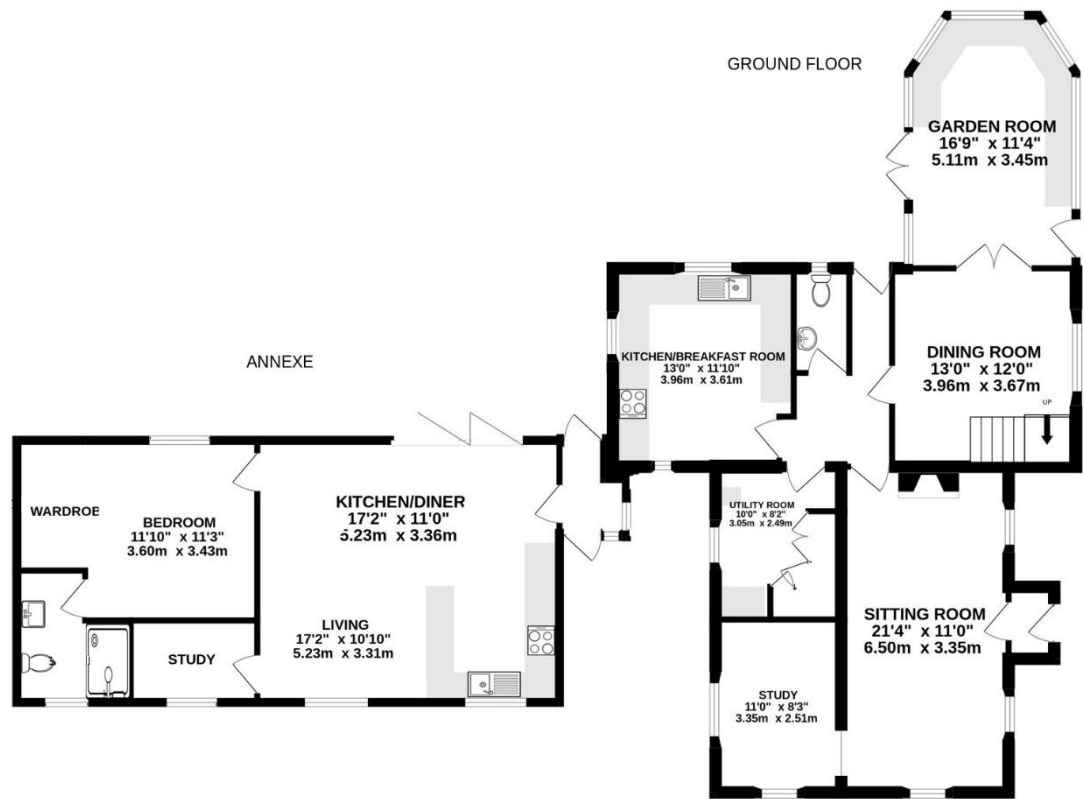 GROUND FLOOR
GARDEN ROOM
16'9" x 11'4"
5.11m x 3.45m
KITCHEN/BREAKFAST ROOM
13'0" x 11'10"
3.96m x 3.61m
DINING ROOM
13'0" x 12'0"
3.96m x 3.67m
UP
ANNEXE
WARDROBE
BEDROOM
11'10" x 11'3"
3.60m x 3.43m
KITCHEN/DINER
17'2" x 11'0"
5.23m x 3.36m
UTILITY ROOM
10'0" x 8'2"
3.05m x 2.49m
LIVING
17'2" x 10'10"
5.23m x 3.31m
STUDY
SITTING ROOM
21'4" x 11'0"
6.50m x 3.35m
STUDY
11'0" x 8'3"
3.35m x 2.51m